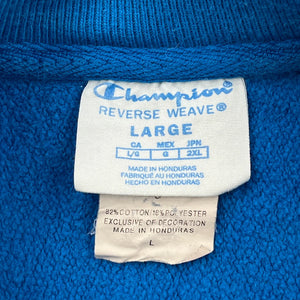 Champion
REVERSE WEAVE®
LARGE
CA MEX JPN
L/G G 2XL
MADE IN HONDURAS
FABRIQUÉ AU HONDURAS
HECHO EN HONDURAS
82% COTTON 18% POLYESTER
EXCLUSIVE OF DECORATION
MADE IN HONDURAS
L